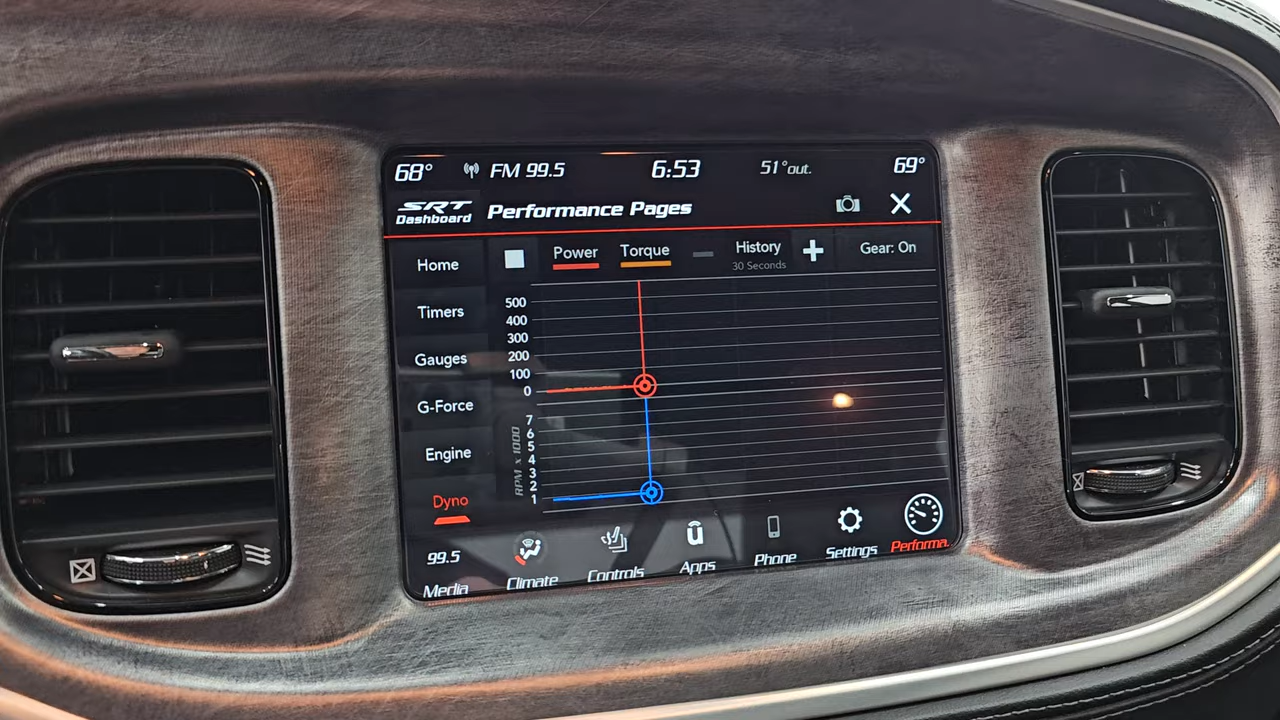 68° FM 99.5 6:53 51°out. 69°
SRT
Dashboard
Performance Pages
Home
Timers
Gauges
G-Force
Engine
Dyno
Power Torque History Gear: On
30 Seconds
500
400
300
200
100
0
RPM x 1000
7
6
5
4
3
2
1
99.5
Media Climate Controls Apps Phone Settings Performa.